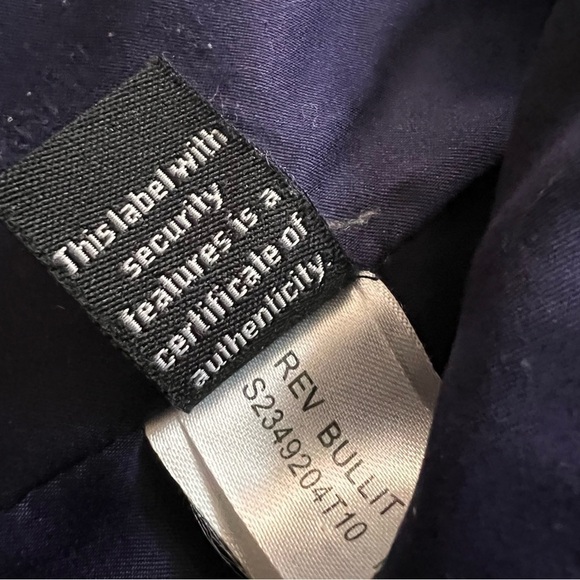 This label with
security
features is a
certificate of
authenticity.
REV BULLIT
S2349204T10